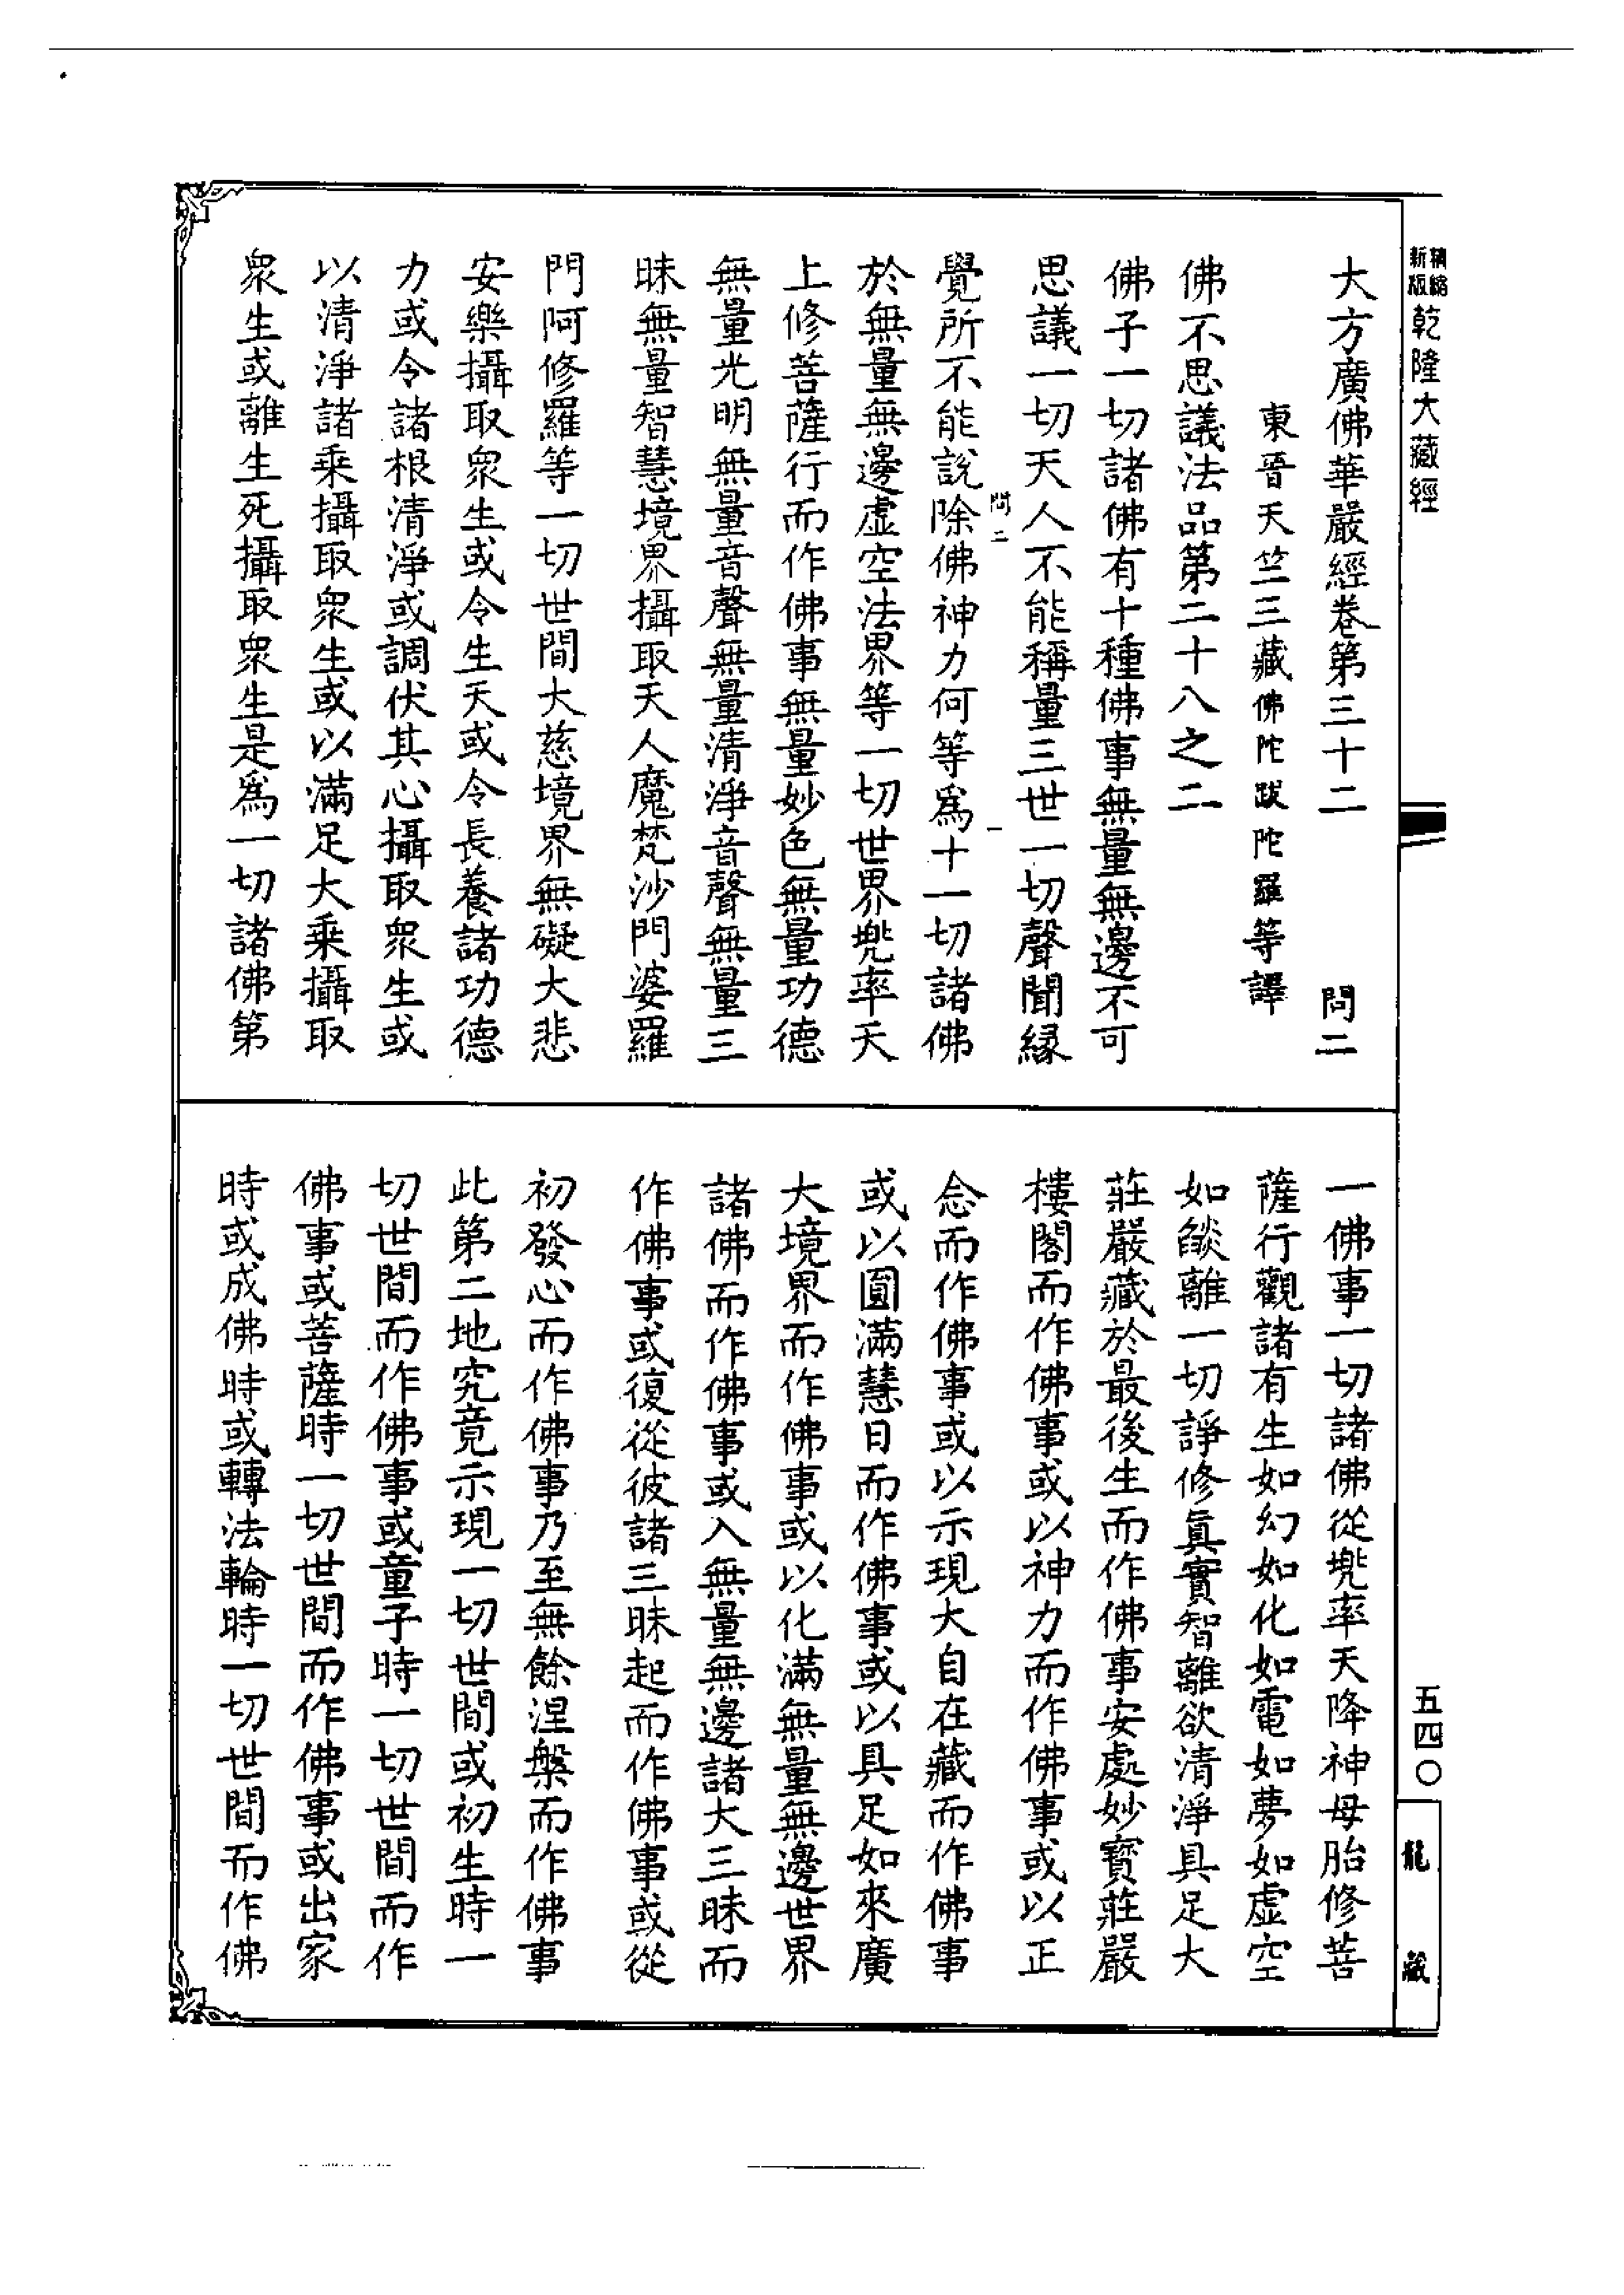 新版精縮乾隆大藏經
大方廣佛華嚴經卷第三十二 問二
東晉天竺三藏佛陀跋陀羅等譯
佛不思議法品第二十八之二
佛子一切諸佛有十種佛事無量無邊不可
思議一切天人不能稱量三世一切聲聞緣
問二 一
覺所不能說除佛神力何等為十一切諸佛
於無量無邊虛空法界等一切世界兠率天
上修菩薩行而作佛事無量妙色無量功德
無量光明無量音聲無量清淨音聲無量三
昧無量智慧境界攝取天人魔梵沙門婆羅
門阿修羅等一切世間大慈境界無礙大悲
安樂攝取衆生或令生天或令長養諸功德
力或令諸根清淨或調伏其心攝取衆生或
以清淨諸乘攝取衆生或以滿足大乘攝取
衆生或離生死攝取衆生是為一切諸佛第
一佛事一切諸佛從兠率天降神母胎修菩
薩行觀諸有生如幻如化如電如夢如虛空
如燄離一切諍修真實智離欲清淨具足大
莊嚴藏於最後生而作佛事安處妙寶莊嚴
樓閣而作佛事或以神力而作佛事或以正
念而作佛事或以示現大自在藏而作佛事
或以圓滿慧日而作佛事或以具足如來廣
大境界而作佛事或以化滿無量無邊世界
諸佛而作佛事或入無量無邊諸大三昧而
作佛事或復從彼諸三昧起而作佛事或從
初發心而作佛事乃至無餘涅槃而作佛事
此第二地究竟示現一切世間或初生時一
切世間而作佛事或童子時一切世間而作
佛事或菩薩時一切世間而作佛事或出家
時或成佛時或轉法輪時一切世間而作佛
五四〇
龍藏